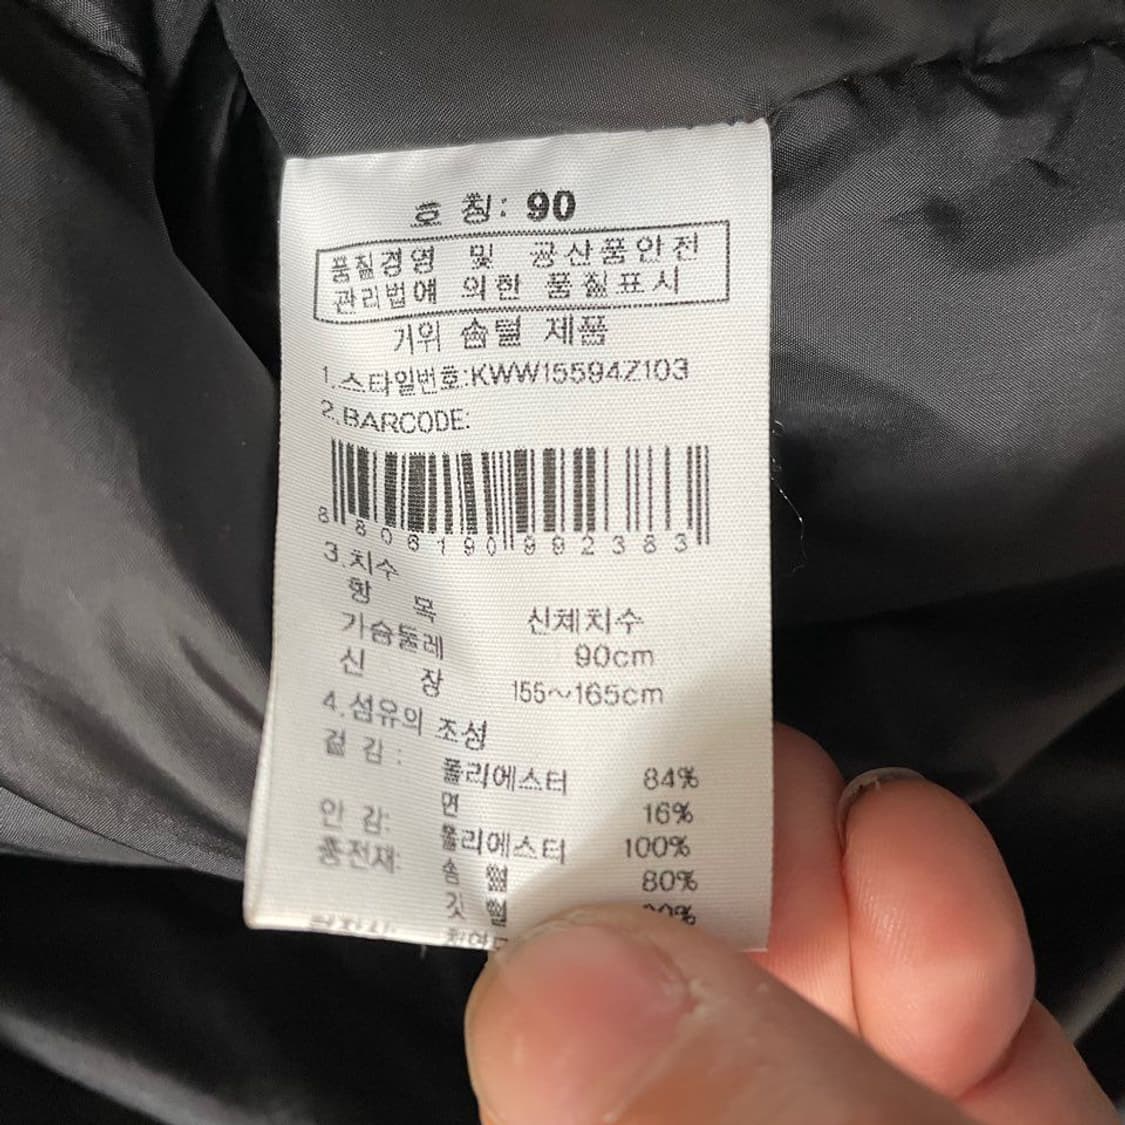 호 칭: 90
품질경영 및 공산품안전
관리법에 의한 품질표시
거위 솜털 제품
1.스타일번호:KWW15594Z103
2.BARCODE:
8 806190 992383
3.치수
항 목 신체치수
가슴둘레 90cm
신 장 155~165cm
4.섬유의 조성
겉 감: 폴리에스터 84%
면 16%
안 감: 폴리에스터 100%
충전재: 솜 털 80%
깃 털